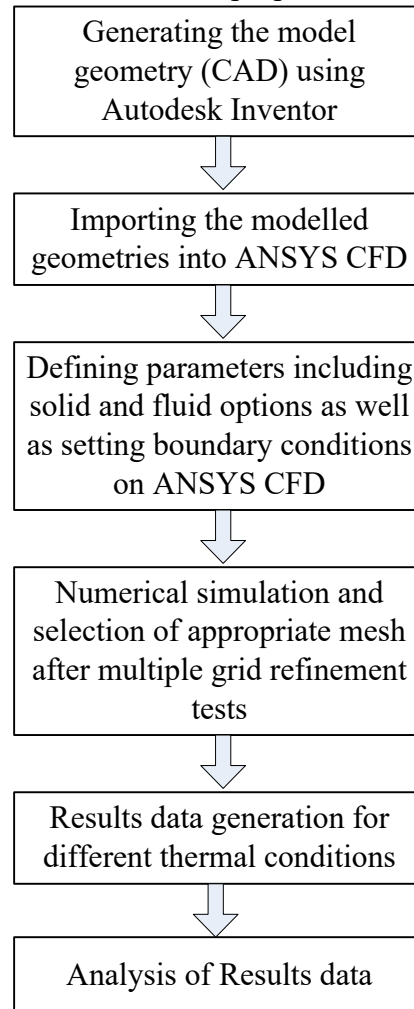 Generating the model
geometry (CAD) using
Autodesk Inventor
Importing the modelled
geometries into ANSYS CFD
Defining parameters including
solid and fluid options as well
as setting boundary conditions
on ANSYS CFD
Numerical simulation and
selection of appropriate mesh
after multiple grid refinement
tests
Results data generation for
different thermal conditions
Analysis of Results data